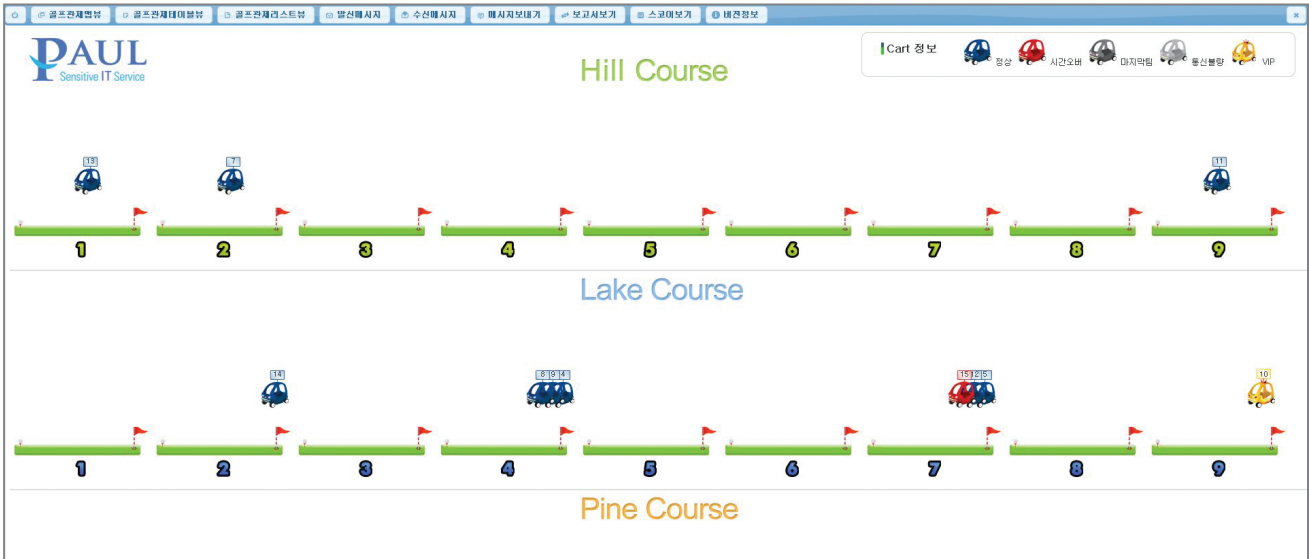 골프관제맵뷰 골프관제테이블뷰 골프관제리스트뷰 발신메시지 수신메시지 메시지보내기 보고서보기 스코어보기 버전정보
PAUL
Sensitive IT Service
Hill Course
Cart 정보 정상 시간오버 마지막팀 통신불량 VIP
13 7 11
1 2 3 4 5 6 7 8 9
Lake Course
14 8 9 4 15 12 5 10
1 2 3 4 5 6 7 8 9
Pine Course